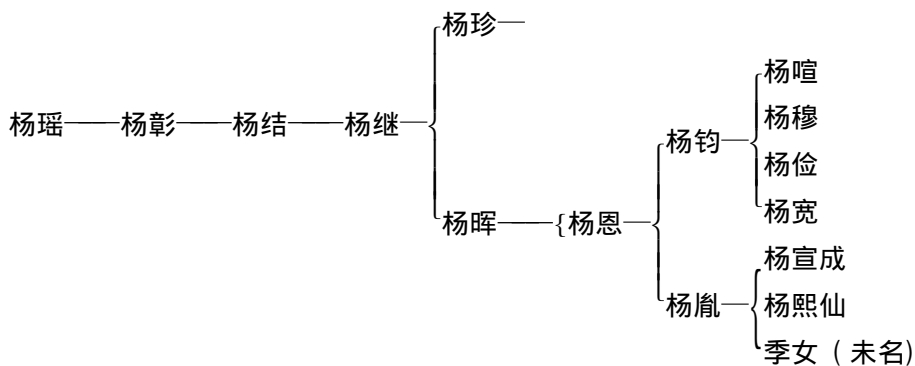 杨珍
杨瑶 杨彰 杨结 杨继
杨晖 {杨恩
杨钧
杨喧
杨穆
杨俭
杨宽
杨胤
杨宣成
杨熙仙
季女（未名)